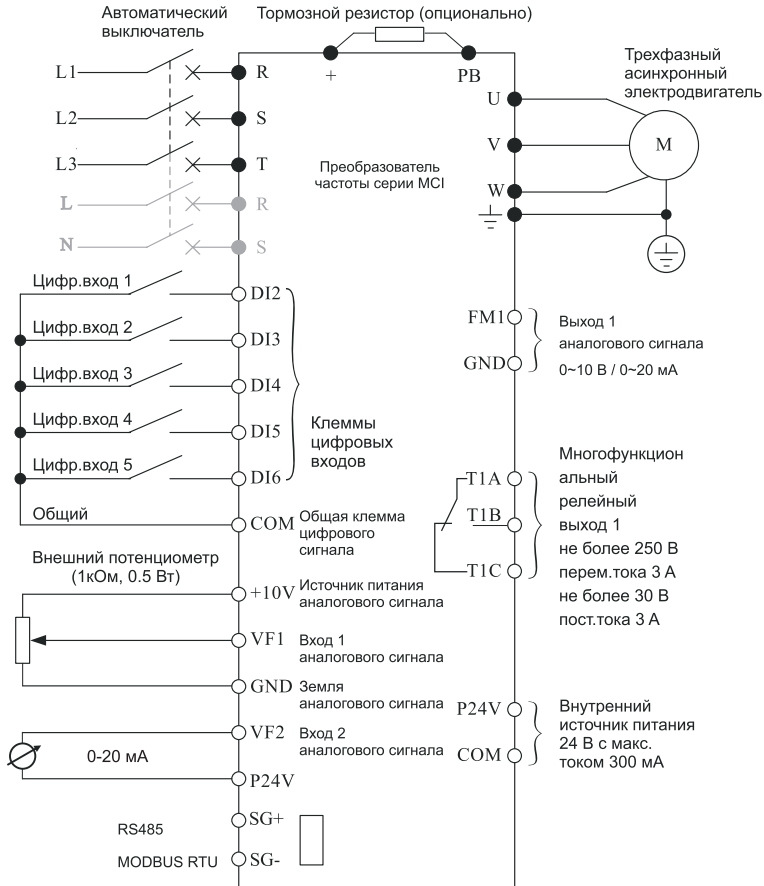 Автоматический
выключатель
Тормозной резистор (опционально)
+
PB
L1
R
L2
S
L3
T
L
R
N
S
Преобразователь
частоты серии MCI
Трехфазный
асинхронный
электродвигатель
U
V
W
M
Цифр.вход 1
DI2
Цифр.вход 2
DI3
Цифр.вход 3
DI4
Цифр.вход 4
DI5
Цифр.вход 5
DI6
Клеммы
цифровых
входов
Общий
COM
Общая клемма
цифрового
сигнала
Внешний потенциометр
(1кОм, 0.5 Вт)
+10V
Источник питания
аналогового сигнала
VF1
Вход 1
аналогового сигнала
GND
Земля
аналогового сигнала
VF2
Вход 2
аналогового сигнала
0-20 мА
P24V
SG+
RS485
MODBUS RTU
SG-
FM1
GND
Выход 1
аналогового сигнала
0~10 В / 0~20 мА
T1A
T1B
T1C
Многофункцион
альный
релейный
выход 1
не более 250 В
перем.тока 3 А
не более 30 В
пост.тока 3 А
P24V
COM
Внутренний
источник питания
24 В с макс.
током 300 мА